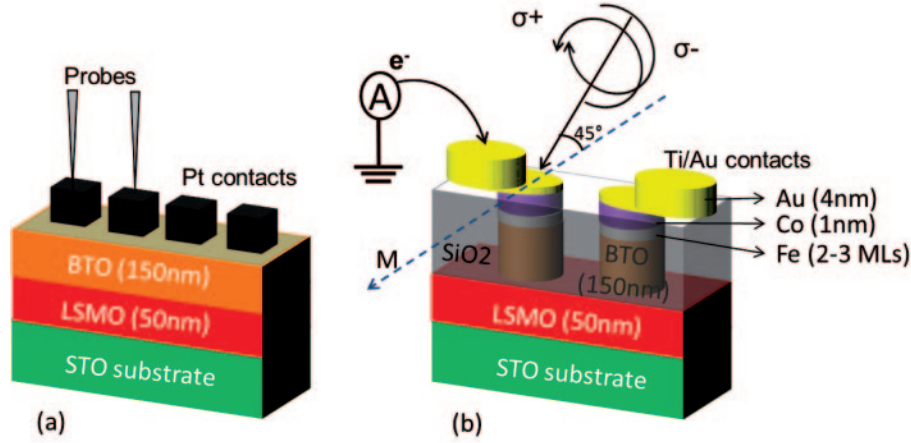 Probes
Pt contacts
BTO (150nm)
LSMO (50nm)
STO substrate
(a)
σ+
σ-
e-
A
45°
Ti/Au contacts
Au (4nm)
Co (1nm)
Fe (2-3 MLs)
M
SiO2
BTO
(150nm)
LSMO (50nm)
STO substrate
(b)